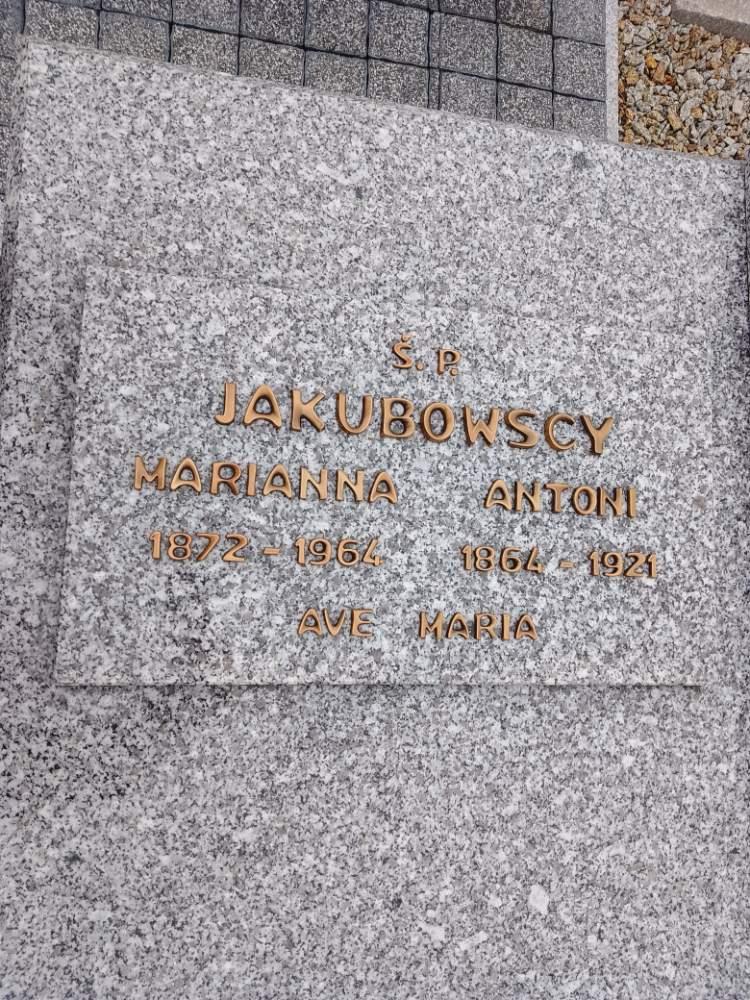 Ś. P.
JAKUBOWSCY
MARIANNA ANTONI
1872 - 1964 1864 - 1921
AVE MARIA